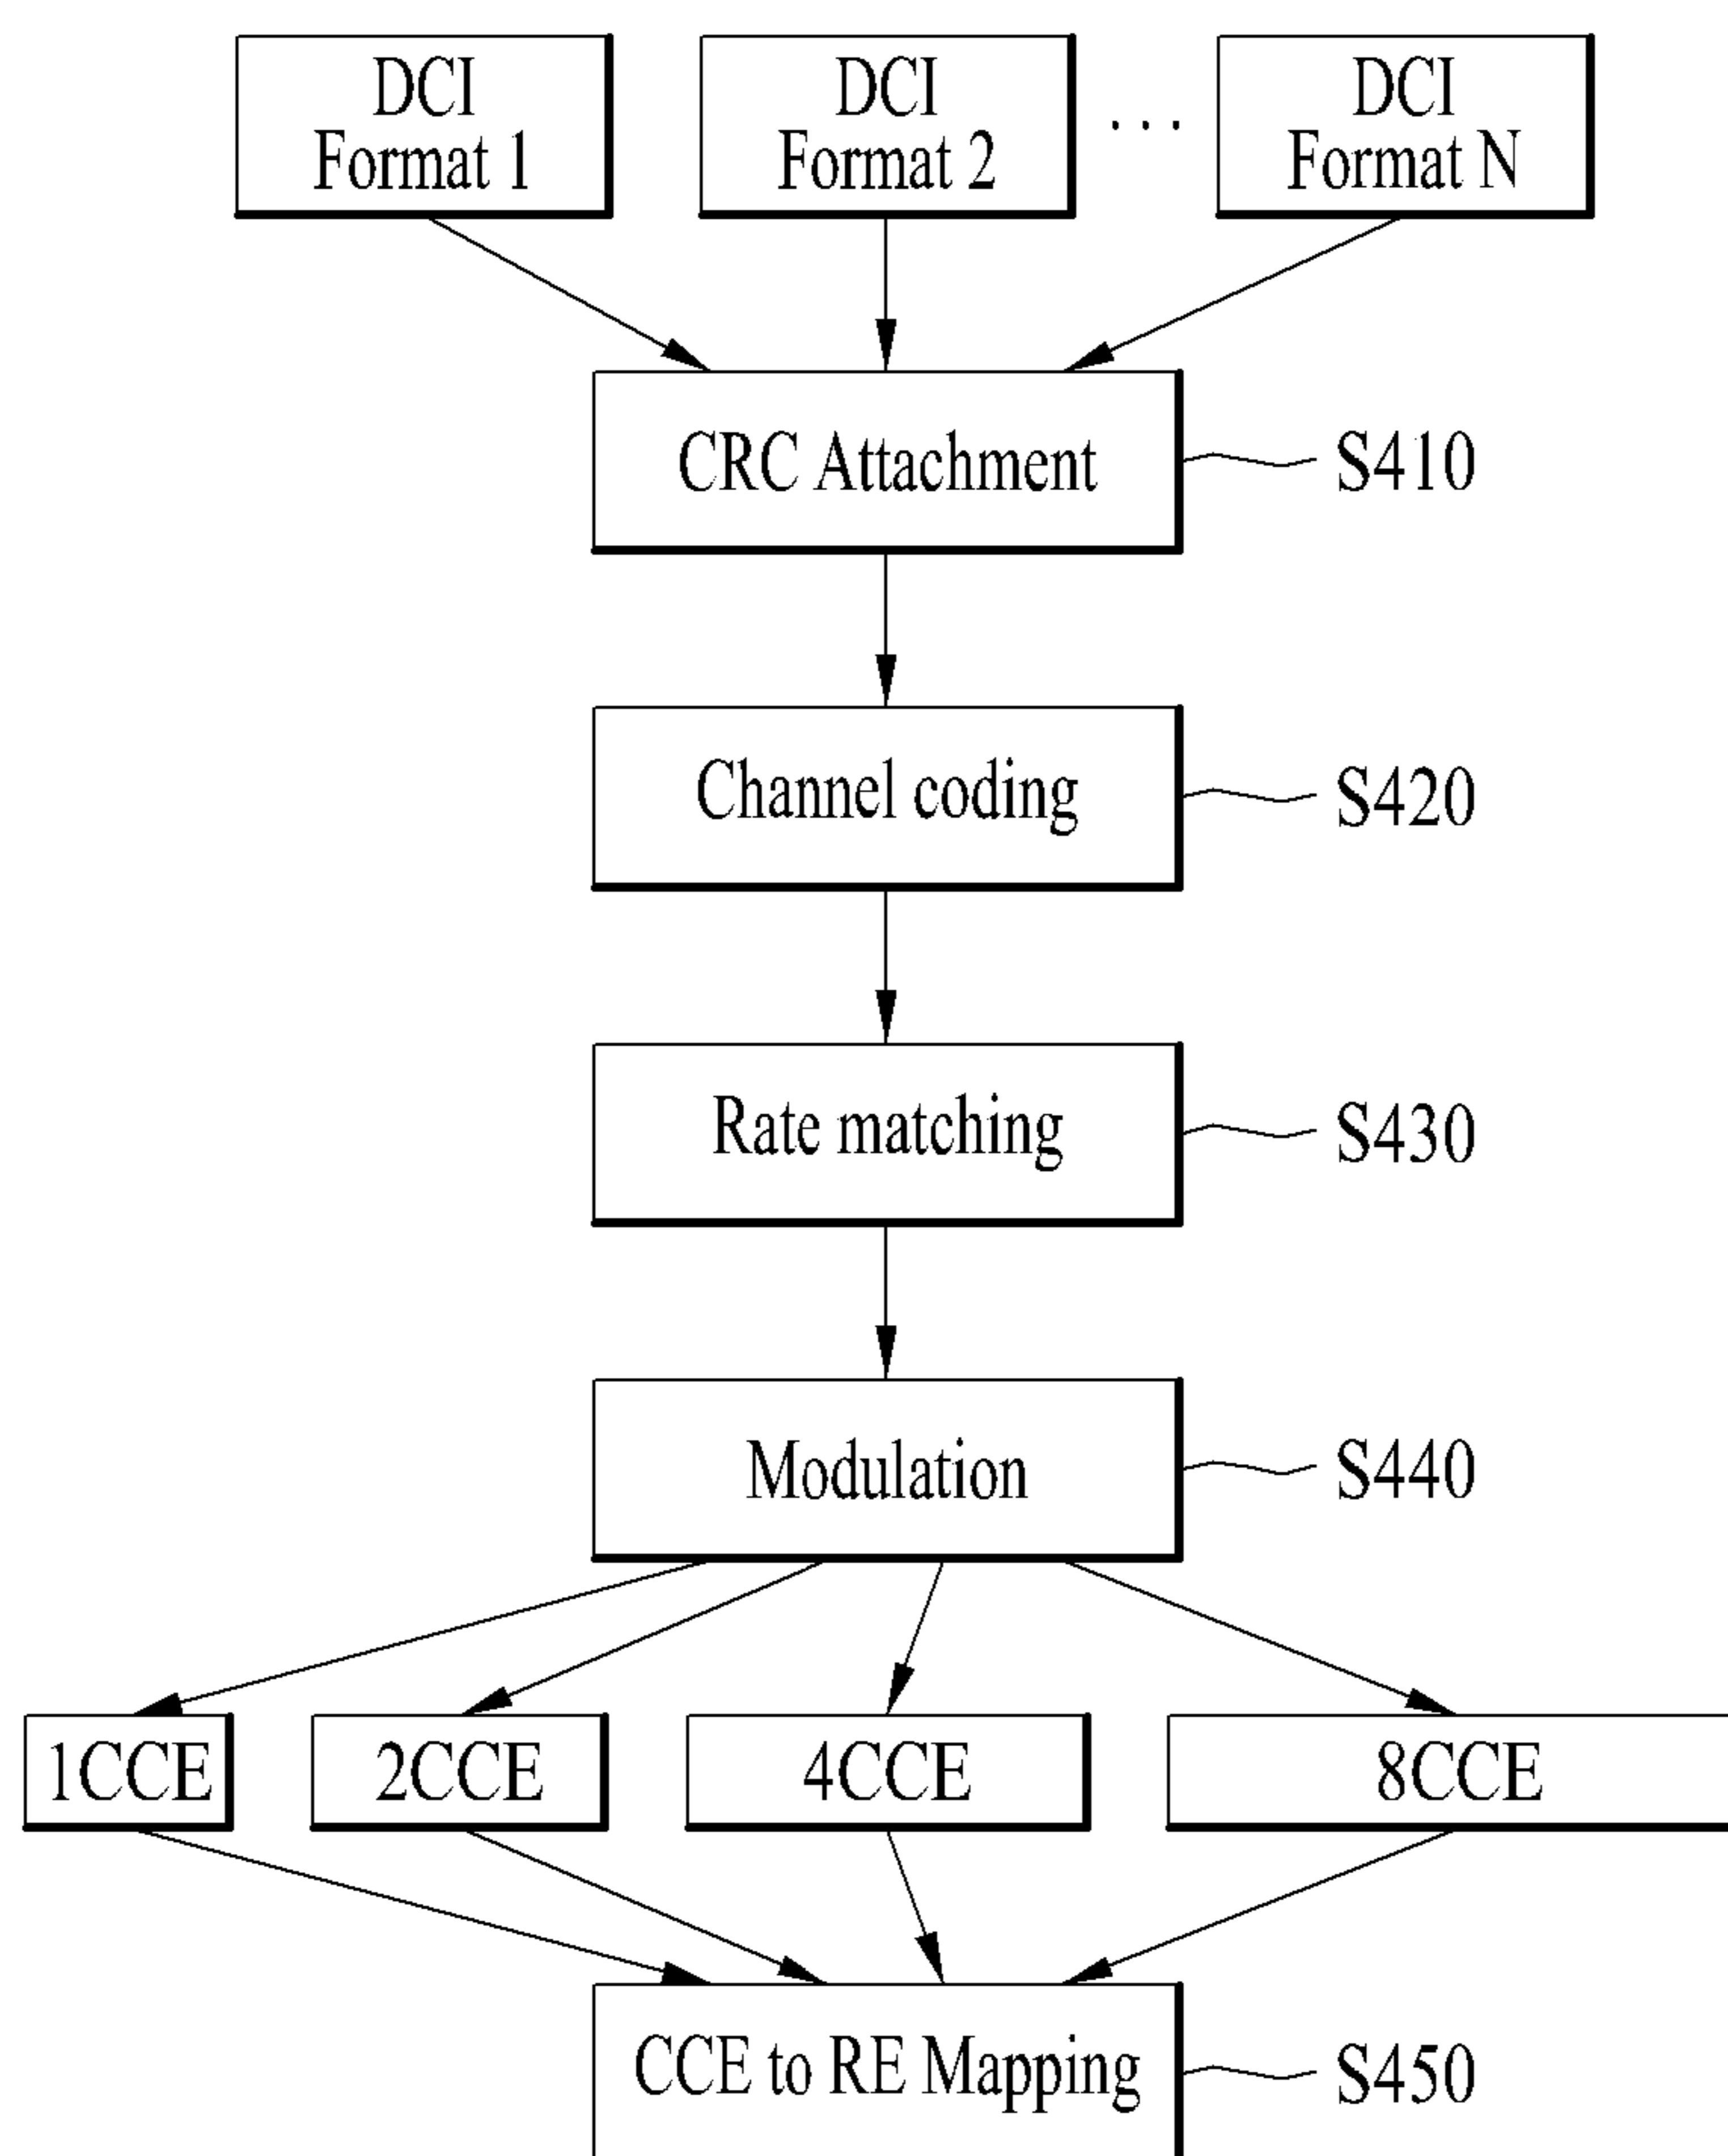 DCI
Format 1
DCI
Format 2
...
DCI
Format N
CRC Attachment
S410
Channel coding
S420
Rate matching
S430
Modulation
S440
1CCE
2CCE
4CCE
8CCE
CCE to RE Mapping
S450